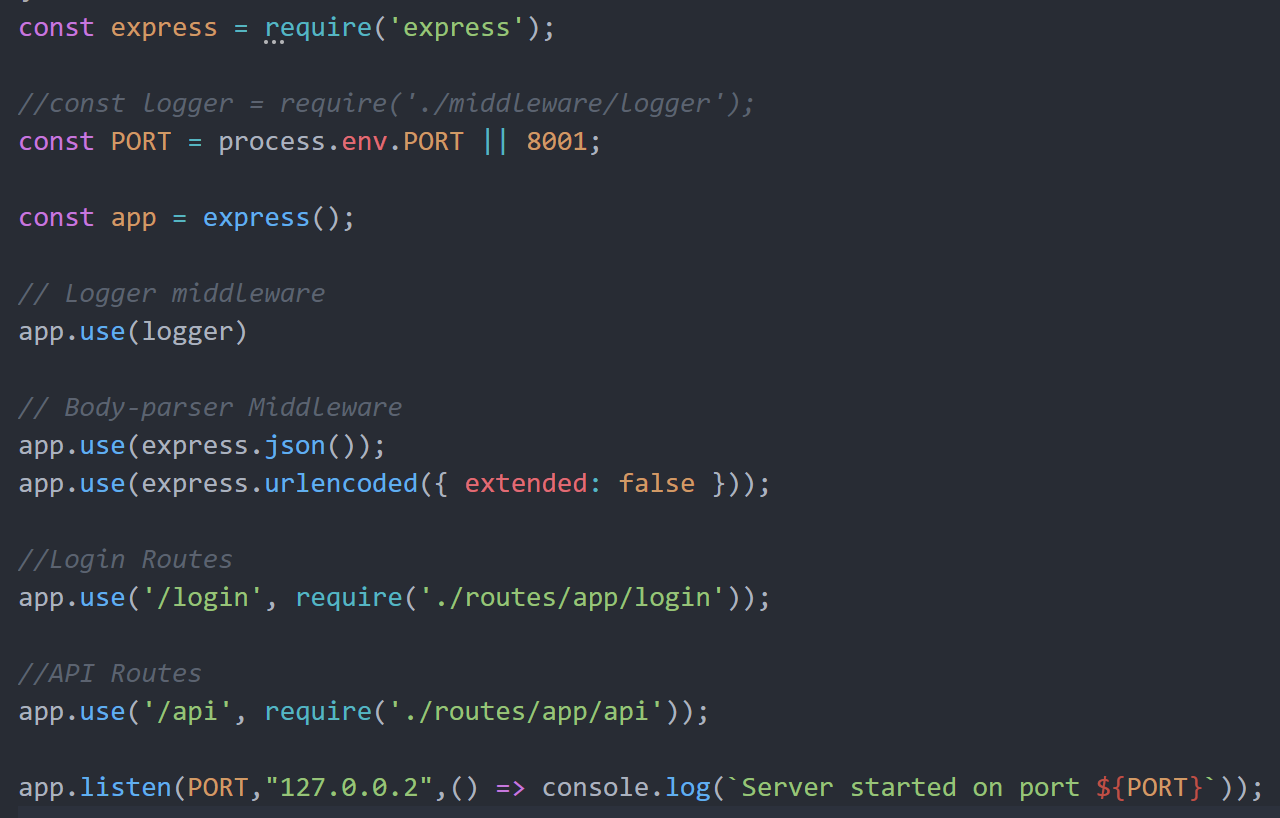 const express = require('express');
//const logger = require('./middleware/logger');
const PORT = process.env.PORT || 8001;
const app = express();
// Logger middleware
app.use(logger)
// Body-parser Middleware
app.use(express.json());
app.use(express.urlencoded({ extended: false }));
//Login Routes
app.use('/login', require('./routes/app/login'));
//API Routes
app.use('/api', require('./routes/app/api'));
app.listen(PORT,"127.0.0.2",() => console.log(`Server started on port ${PORT}`));